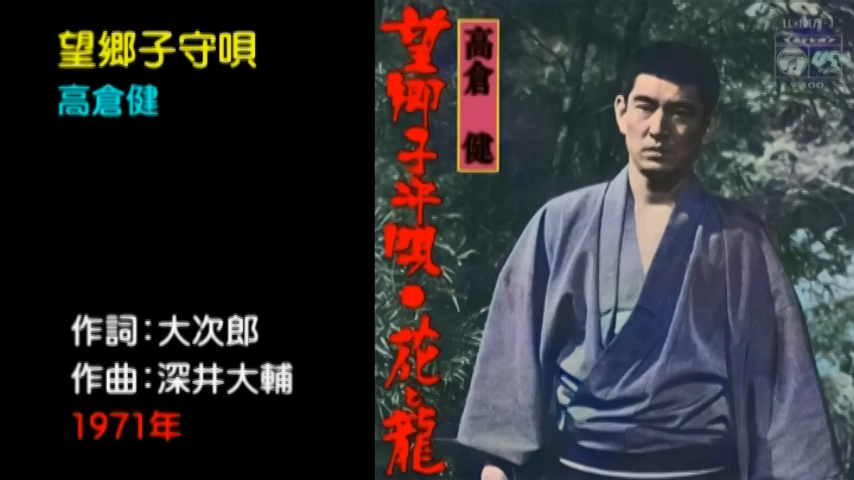 望郷子守唄
高倉健
作詞：大次郎
作曲：深井大輔
1971年
望郷子守唄・花と龍
高倉 健